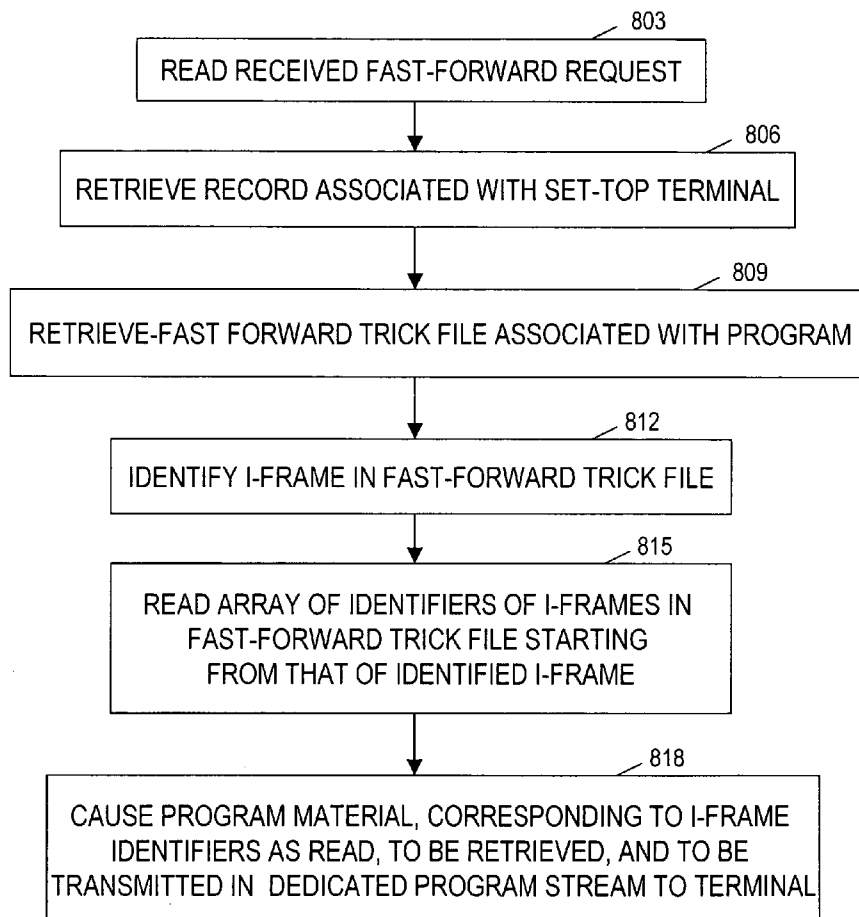 803
READ RECEIVED FAST-FORWARD REQUEST
806
RETRIEVE RECORD ASSOCIATED WITH SET-TOP TERMINAL
809
RETRIEVE-FAST FORWARD TRICK FILE ASSOCIATED WITH PROGRAM
812
IDENTIFY I-FRAME IN FAST-FORWARD TRICK FILE
815
READ ARRAY OF IDENTIFIERS OF I-FRAMES IN
FAST-FORWARD TRICK FILE STARTING
FROM THAT OF IDENTIFIED I-FRAME
818
CAUSE PROGRAM MATERIAL, CORRESPONDING TO I-FRAME
IDENTIFIERS AS READ, TO BE RETRIEVED, AND TO BE
TRANSMITTED IN DEDICATED PROGRAM STREAM TO TERMINAL